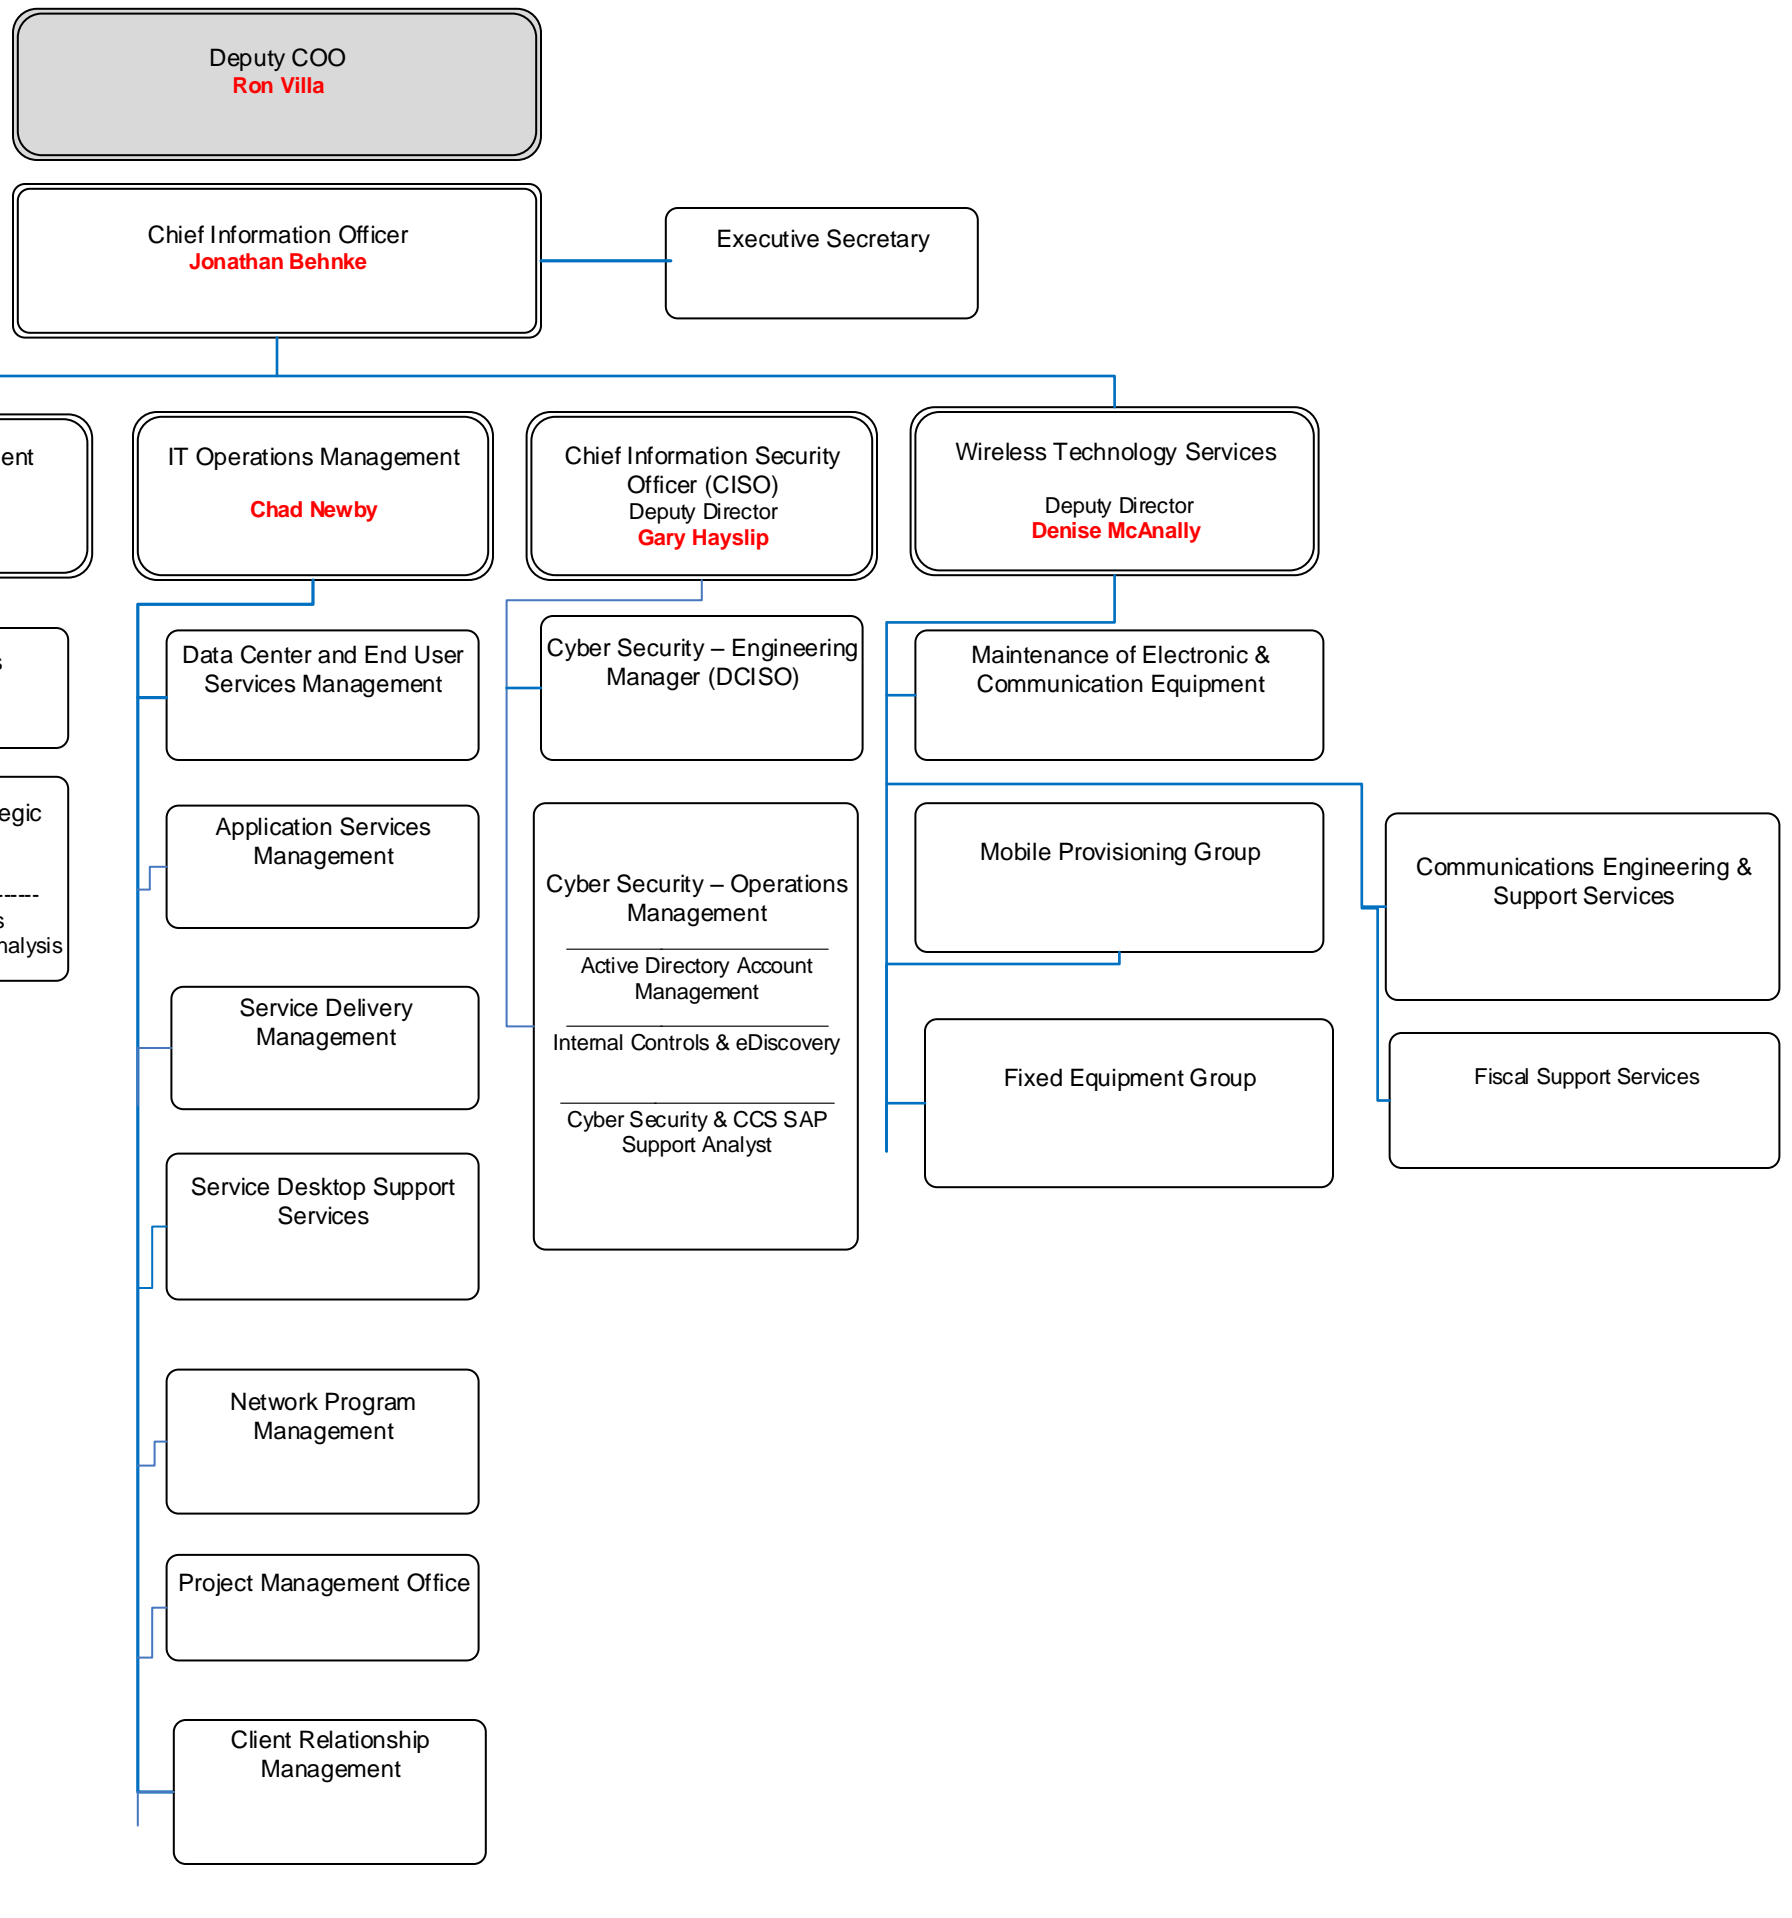 Deputy COO
Ron Villa
Chief Information Officer
Jonathan Behnke
Executive Secretary
ent
IT Operations Management
Chad Newby
Chief Information Security
Officer (CISO)
Deputy Director
Gary Hayslip
Wireless Technology Services
Deputy Director
Denise McAnally
s
egic
s
nalysis
Data Center and End User
Services Management
Application Services
Management
Service Delivery
Management
Service Desktop Support
Services
Network Program
Management
Project Management Office
Client Relationship
Management
Cyber Security – Engineering
Manager (DCISO)
Cyber Security – Operations
Management
Active Directory Account
Management
Internal Controls & eDiscovery
Cyber Security & CCS SAP
Support Analyst
Maintenance of Electronic &
Communication Equipment
Mobile Provisioning Group
Fixed Equipment Group
Communications Engineering &
Support Services
Fiscal Support Services